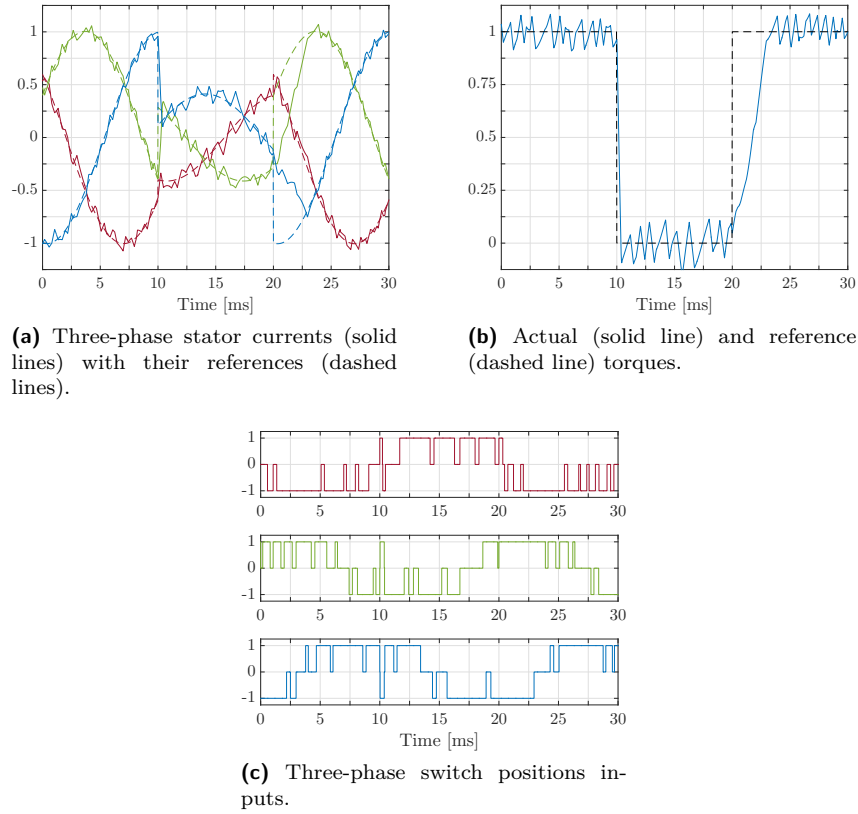 1
0.5
0
-0.5
-1
0 5 10 15 20 25 30
Time [ms]
(a) Three-phase stator currents (solid
lines) with their references (dashed
lines).
1
0.75
0.5
0.25
0
0 5 10 15 20 25 30
Time [ms]
(b) Actual (solid line) and reference
(dashed line) torques.
1
0
-1
0 5 10 15 20 25 30
1
0
-1
0 5 10 15 20 25 30
1
0
-1
0 5 10 15 20 25 30
Time [ms]
(c) Three-phase switch positions in-
puts.